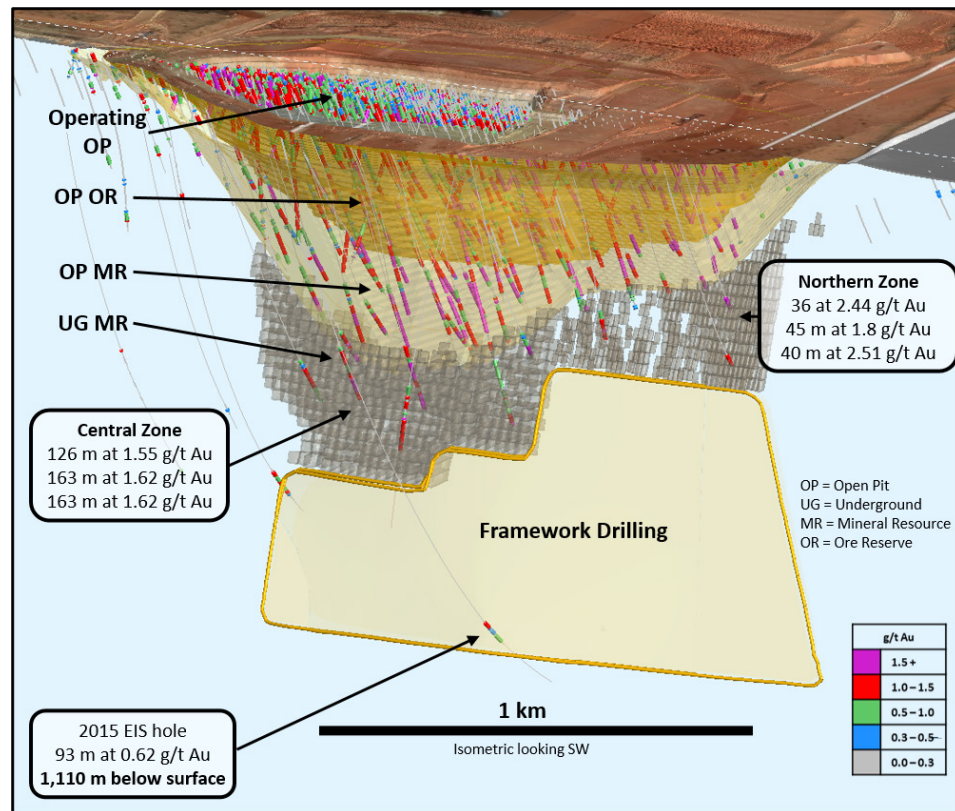 Operating
OP
OP OR
OP MR
UG MR
Northern Zone
36 at 2.44 g/t Au
45 m at 1.8 g/t Au
40 m at 2.51 g/t Au
Central Zone
126 m at 1.55 g/t Au
163 m at 1.62 g/t Au
163 m at 1.62 g/t Au
OP = Open Pit
UG = Underground
MR = Mineral Resource
OR = Ore Reserve
Framework Drilling
g/t Au
1.5 +
1.0 – 1.5
0.5 – 1.0
0.3 – 0.5
0.0 – 0.3
2015 EIS hole
93 m at 0.62 g/t Au
1,110 m below surface
1 km
Isometric looking SW